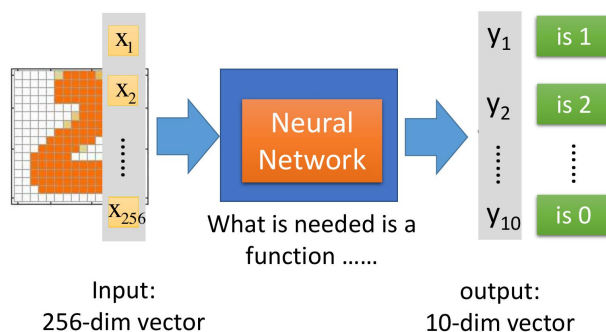 x₁
x₂
⋮
x₂₅₆
Neural
Network
What is needed is a
function ……
Input:
256-dim vector
y₁
is 1
y₂
is 2
⋮
⋮
y₁₀
is 0
output:
10-dim vector